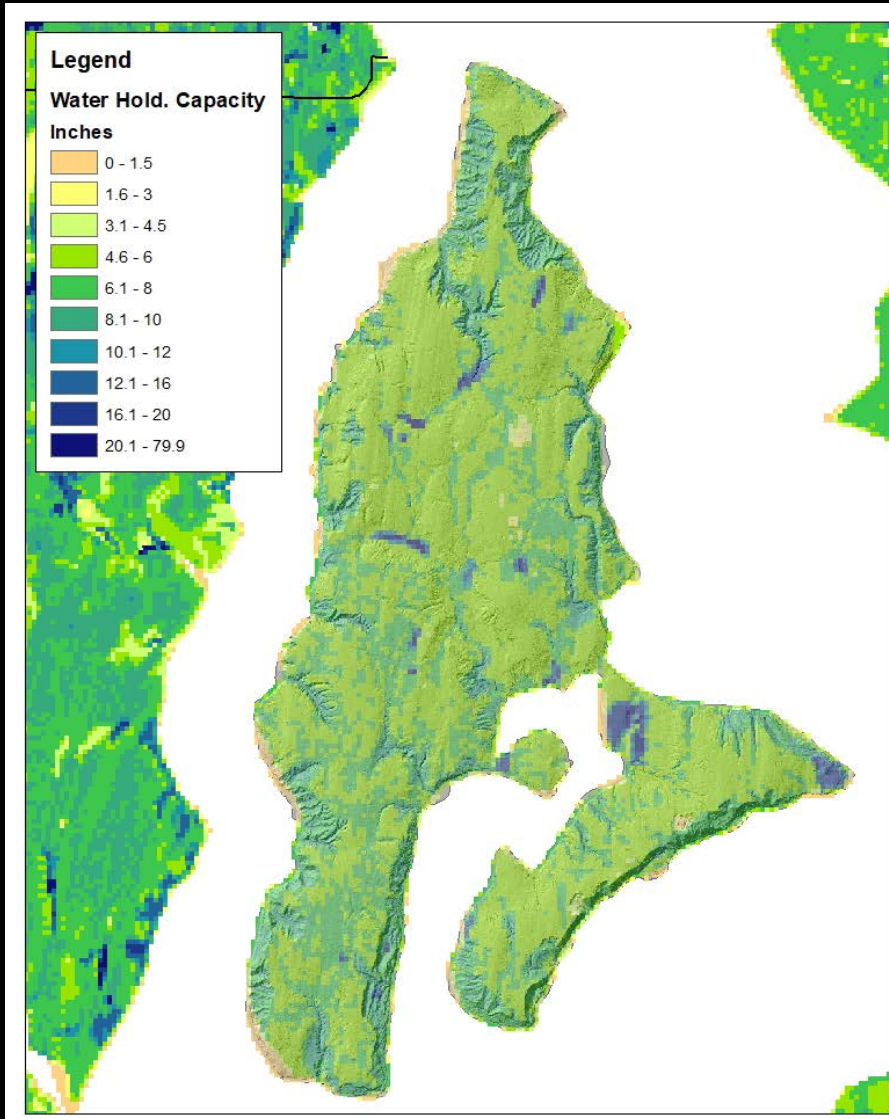 Legend
Water Hold. Capacity
Inches
0 - 1.5
1.6 - 3
3.1 - 4.5
4.6 - 6
6.1 - 8
8.1 - 10
10.1 - 12
12.1 - 16
16.1 - 20
20.1 - 79.9